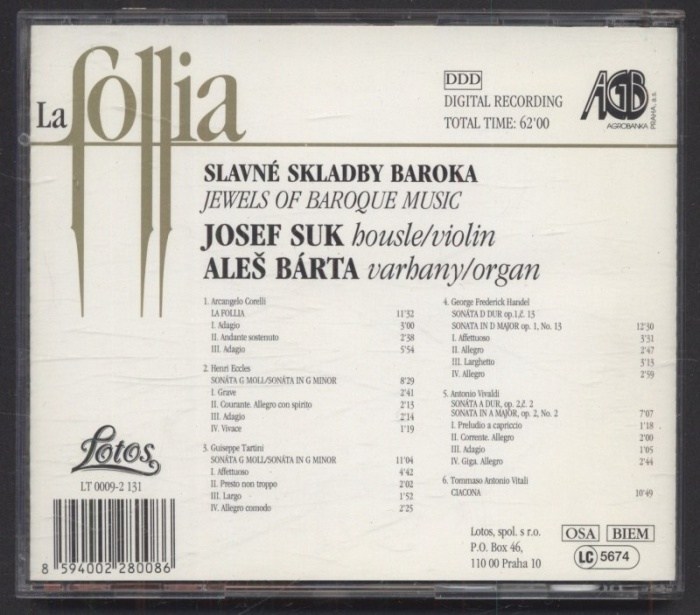 La follia
DDD
DIGITAL RECORDING
TOTAL TIME: 62'00
AGB
AGROBANKA
PRAHA, a.s.
SLAVNÉ SKLADBY BAROKA
JEWELS OF BAROQUE MUSIC
JOSEF SUK housle/violin
ALEŠ BÁRTA varhany/organ
1. Arcangelo Corelli
LA FOLLIA 11'32
I. Adagio 3'00
II. Andante sostenuto 2'38
III. Adagio 5'54
2. Henri Eccles
SONÁTA G MOLL/SONÁTA IN G MINOR 8'29
I. Grave 2'41
II. Courante. Allegro con spirito 2'15
III. Adagio 2'14
IV. Vivace 1'19
3. Guiseppe Tartini
SONÁTA G MOLL/SONÁTA IN G MINOR 11'04
I. Affettuoso 4'42
II. Presto non troppo 2'02
III. Largo 1'52
IV. Allegro comodo 2'25
4. George Frederick Handel
SONÁTA D DUR op.1,č. 13
SONATA IN D MAJOR op. 1, No. 13 12'30
I. Affettuoso 3'31
II. Allegro 2'47
III. Larghetto 3'13
IV. Allegro 2'59
5. Antonio Vivaldi
SONÁTA A DUR, op. 2,č. 2
SONATA IN A MAJOR, op. 2, No. 2 7'07
I. Preludio a capriccio 1'18
II. Corrente. Allegro 2'00
III. Adagio 1'05
IV. Giga. Allegro 2'44
6. Tommaso Antonio Vitali
CIACONA 10'49
Lotos
LT 0009-2 131
8 594002 280086
Lotos, spol. s r.o.
P.O. Box 46,
110 00 Praha 10
OSA BIEM
LC 5674